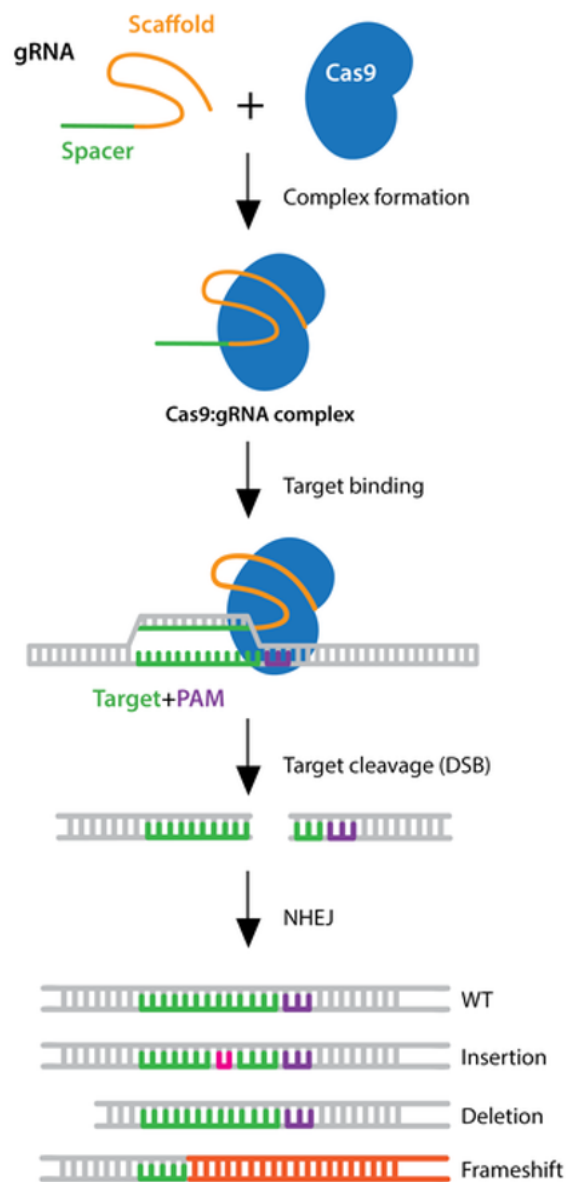 Scaffold
gRNA
Cas9
+
Spacer
Complex formation
Cas9:gRNA complex
Target binding
Target+PAM
Target cleavage (DSB)
NHEJ
WT
Insertion
Deletion
Frameshift